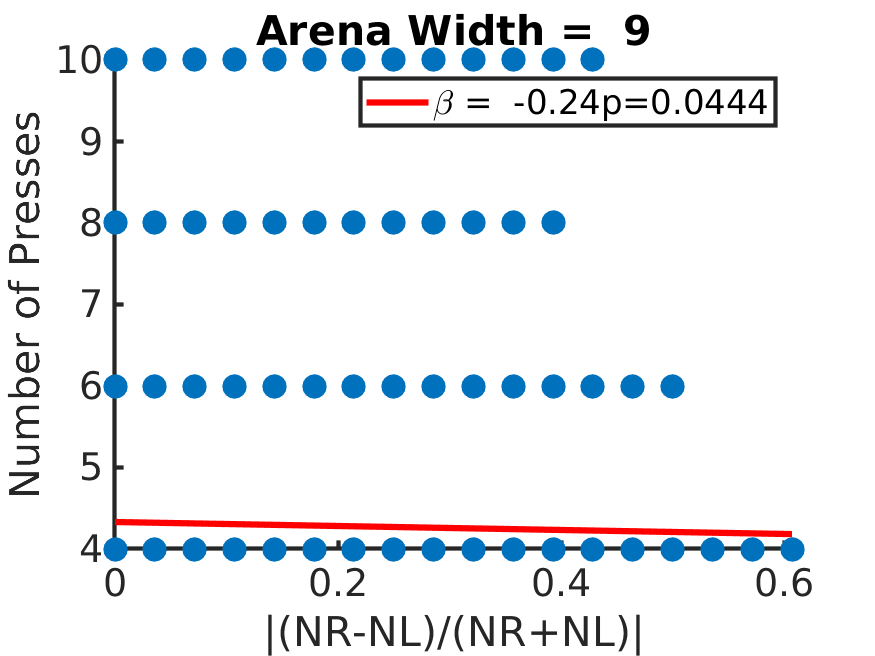 Arena Width =  9
β =  -0.24p=0.0444
Number of Presses
10
9
8
7
6
5
4
0 0.2 0.4 0.6
|(NR-NL)/(NR+NL)|